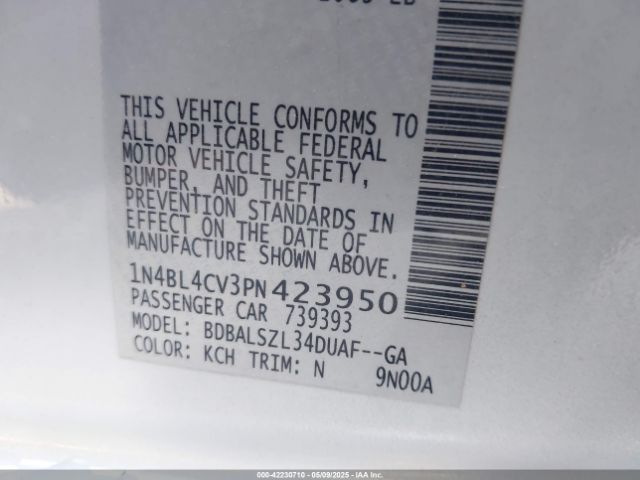 THIS VEHICLE CONFORMS TO
ALL APPLICABLE FEDERAL
MOTOR VEHICLE SAFETY,
BUMPER, AND THEFT
PREVENTION STANDARDS IN
EFFECT ON THE DATE OF
MANUFACTURE SHOWN ABOVE.
1N4BL4CV3PN423950
PASSENGER CAR 739393
MODEL: BDBALSZL34DUAF--GA
COLOR: KCH TRIM: N 9N00A
000-42230710 - 05/09/2025 - IAA Inc.